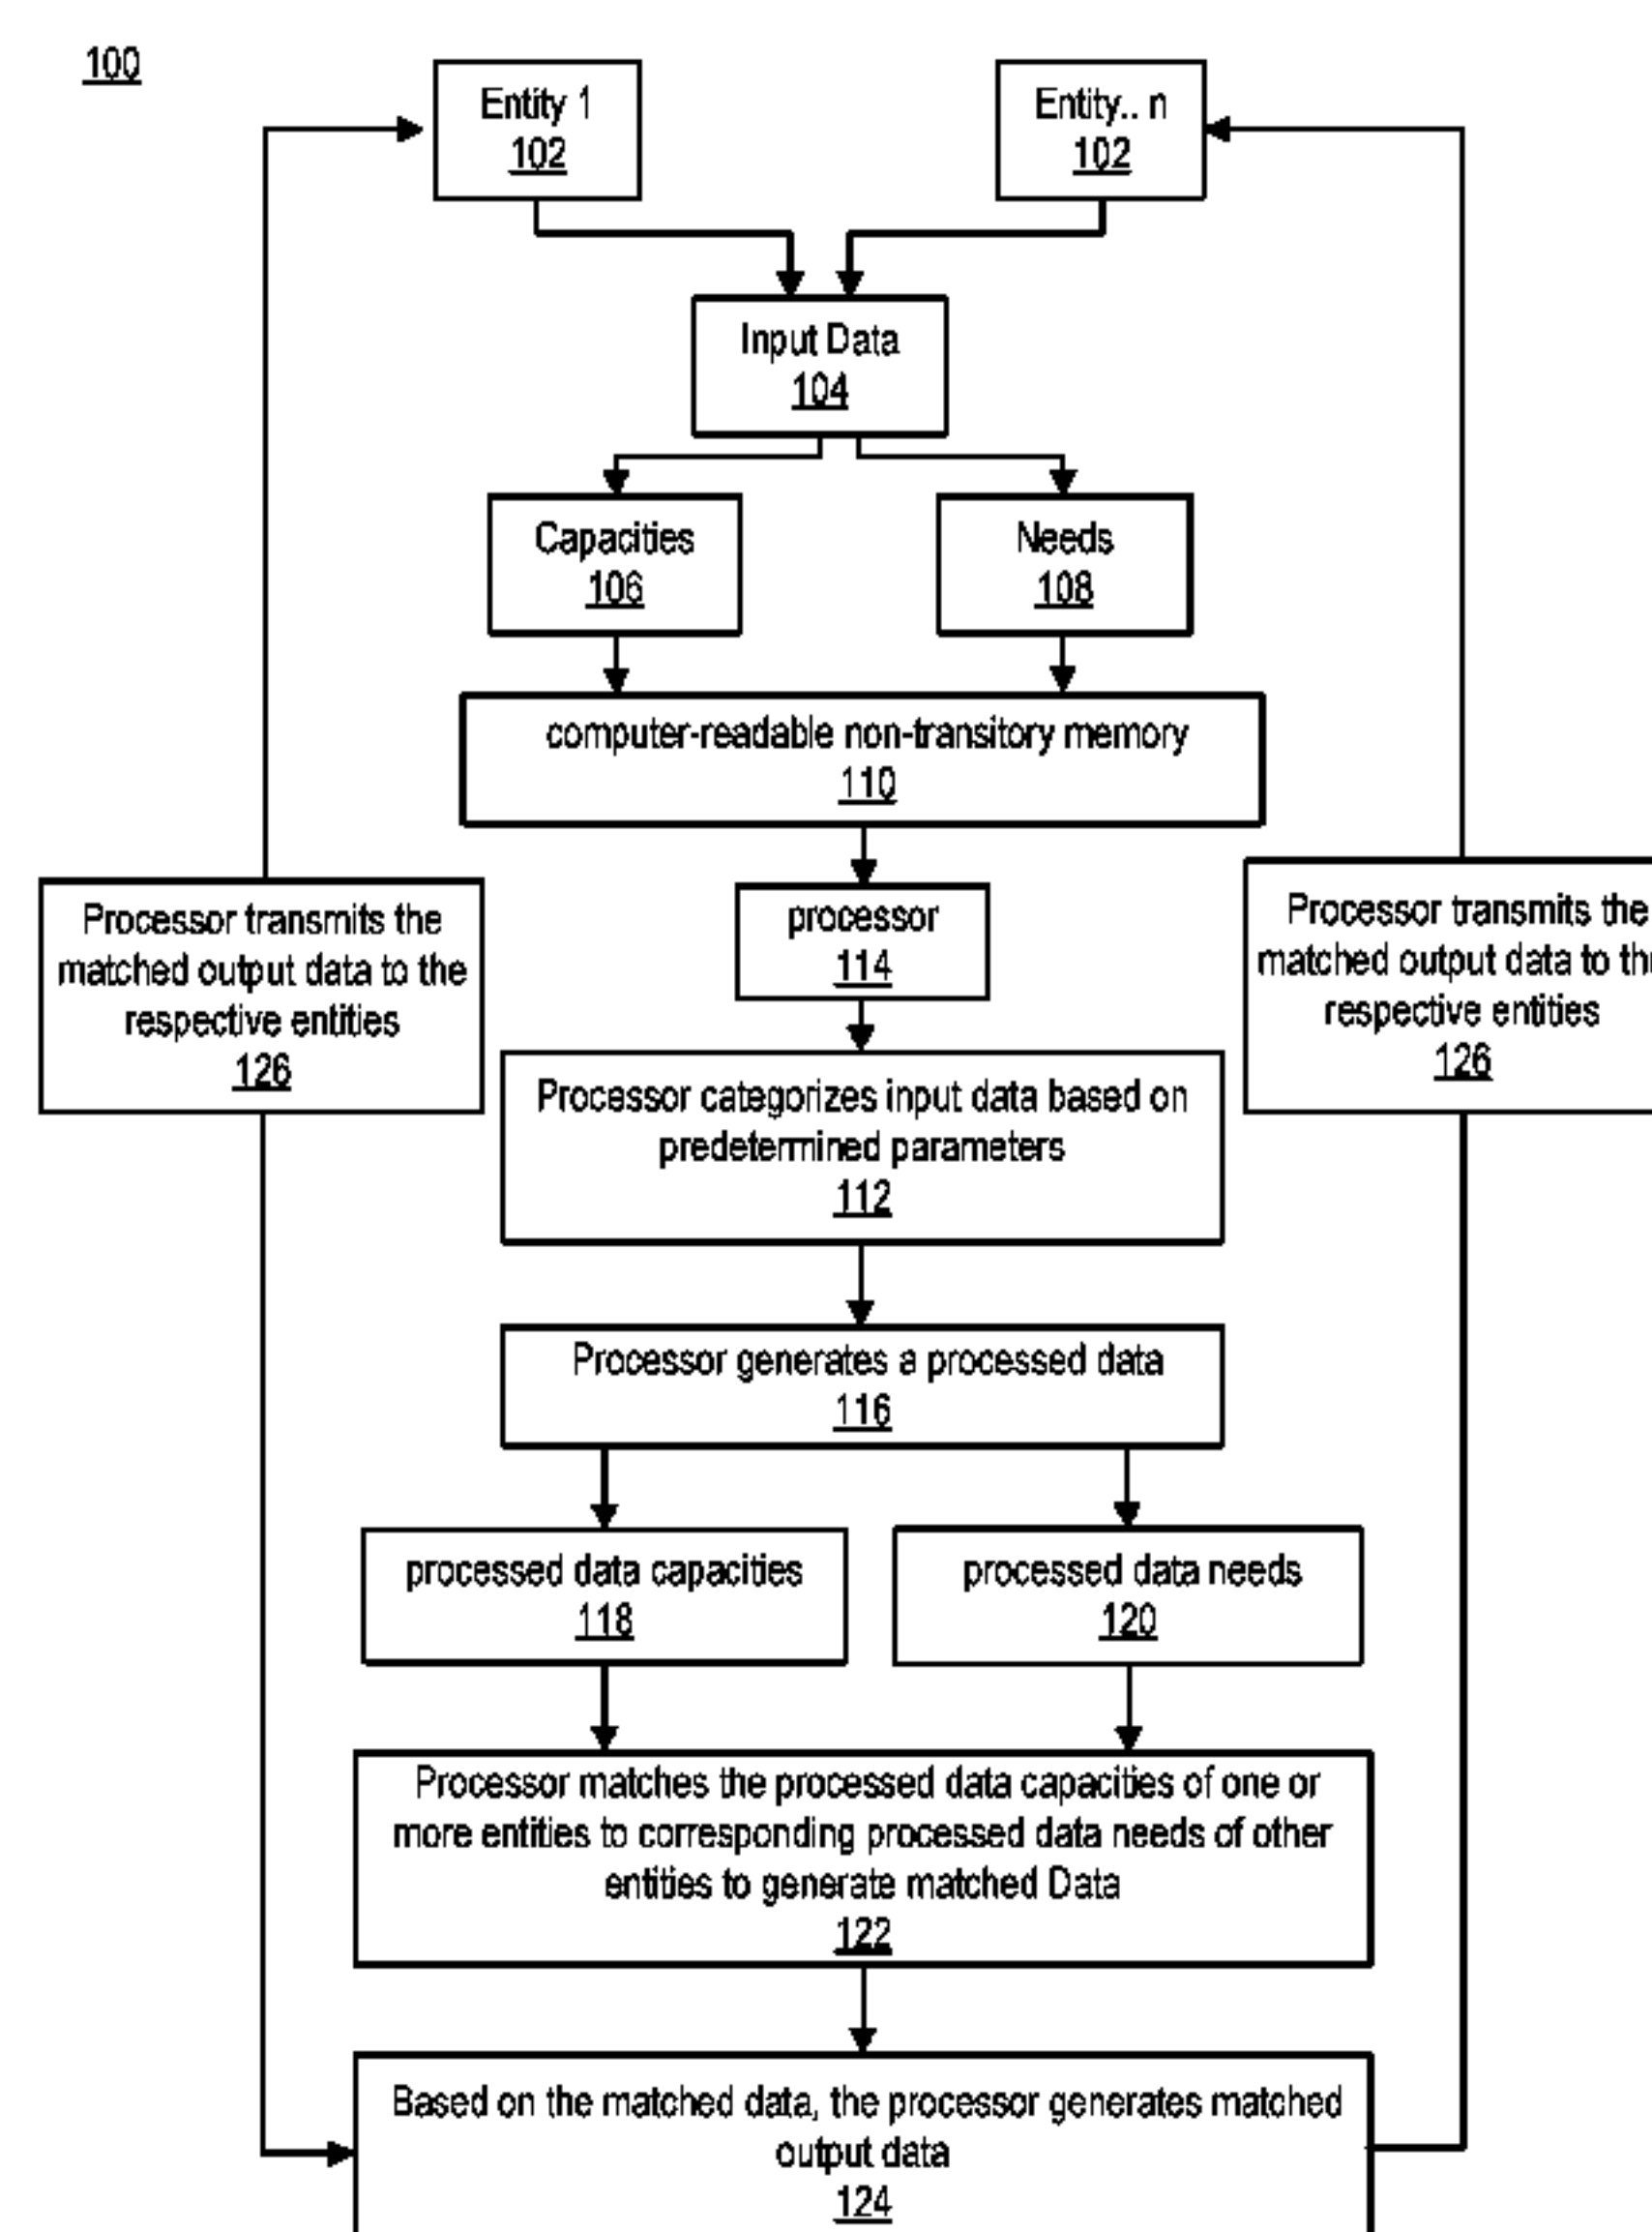 100
Entity 1
102
Entity.. n
102
Input Data
104
Capacities
106
Needs
108
computer-readable non-transitory memory
110
processor
114
Processor transmits the
matched output data to the
respective entities
126
Processor transmits the
matched output data to
respective entities
126
Processor categorizes input data based on
predetermined parameters
112
Processor generates a processed data
116
processed data capacities
118
processed data needs
120
Processor matches the processed data capacities of one or
more entities to corresponding processed data needs of other
entities to generate matched Data
122
Based on the matched data, the processor generates matched
output data
124